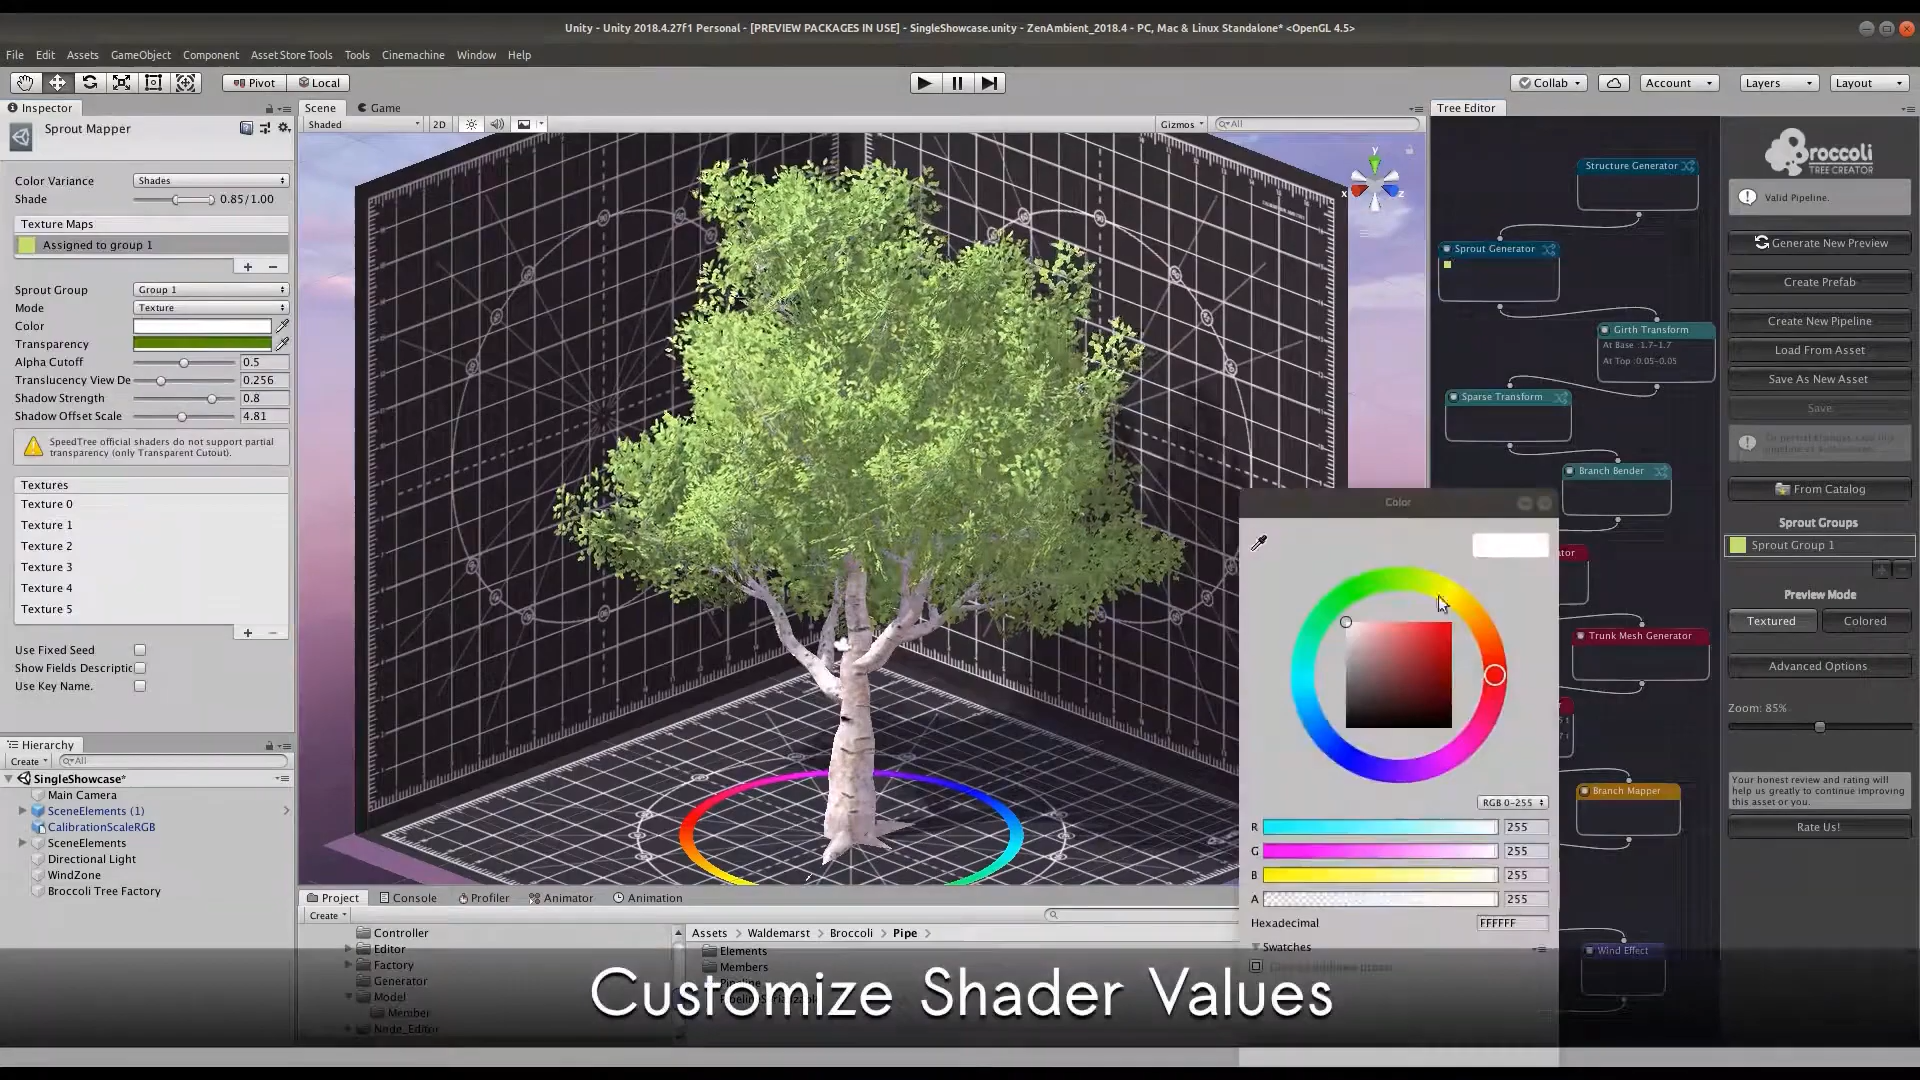 Unity - Unity 2018.4.27f1 Personal - [PREVIEW PACKAGES IN USE] - SingleShowcase.unity - ZenAmbient_2018.4 - PC, Mac & Linux Standalone* <OpenGL 4.5>
File Edit Assets GameObject Component Asset Store Tools Tools Cinemachine Window Help
Pivot Local
Collab Account Layers Layout
Inspector
Sprout Mapper
Color Variance Shades
Shade 0.85/1.00
Texture Maps
Assigned to group 1
+ −
Sprout Group Group 1
Mode Texture
Color
Transparency
Alpha Cutoff 0.5
Translucency View De 0.256
Shadow Strength 0.8
Shadow Offset Scale 4.81
SpeedTree official shaders do not support partial
transparency (only Transparent Cutout).
Textures
Texture 0
Texture 1
Texture 2
Texture 3
Texture 4
Texture 5
+ −
Use Fixed Seed
Show Fields Descriptic
Use Key Name.
Hierarchy
Create All
SingleShowcase*
Main Camera
SceneElements (1)
CalibrationScaleRGB
SceneElements
Directional Light
WindZone
Broccoli Tree Factory
Scene Game
Shaded 2D Gizmos All
y
x z
Project Console Profiler Animator Animation
Create
Controller
Editor
Factory
Generator
Model
Member
Node_Editor
Assets > Waldemarst > Broccoli > Pipe >
Elements
Members
Customize Shader Values
Color
RGB 0-255
R 255
G 255
B 255
A 255
Hexadecimal FFFFFF
Swatches
Tree Editor
Structure Generator
Sprout Generator
Girth Transform
At Base :1.7-1.7
At Top :0.05-0.05
Sparse Transform
Branch Bender
Trunk Mesh Generator
Branch Mapper
Wind Effect
Broccoli
TREE CREATOR
Valid Pipeline.
Generate New Preview
Create Prefab
Create New Pipeline
Load From Asset
Save As New Asset
Save
From Catalog
Sprout Groups
Sprout Group 1
+ −
Preview Mode
Textured Colored
Advanced Options
Zoom: 85%
Your honest review and rating will
help us greatly to continue improving
this asset or you.
Rate Us!